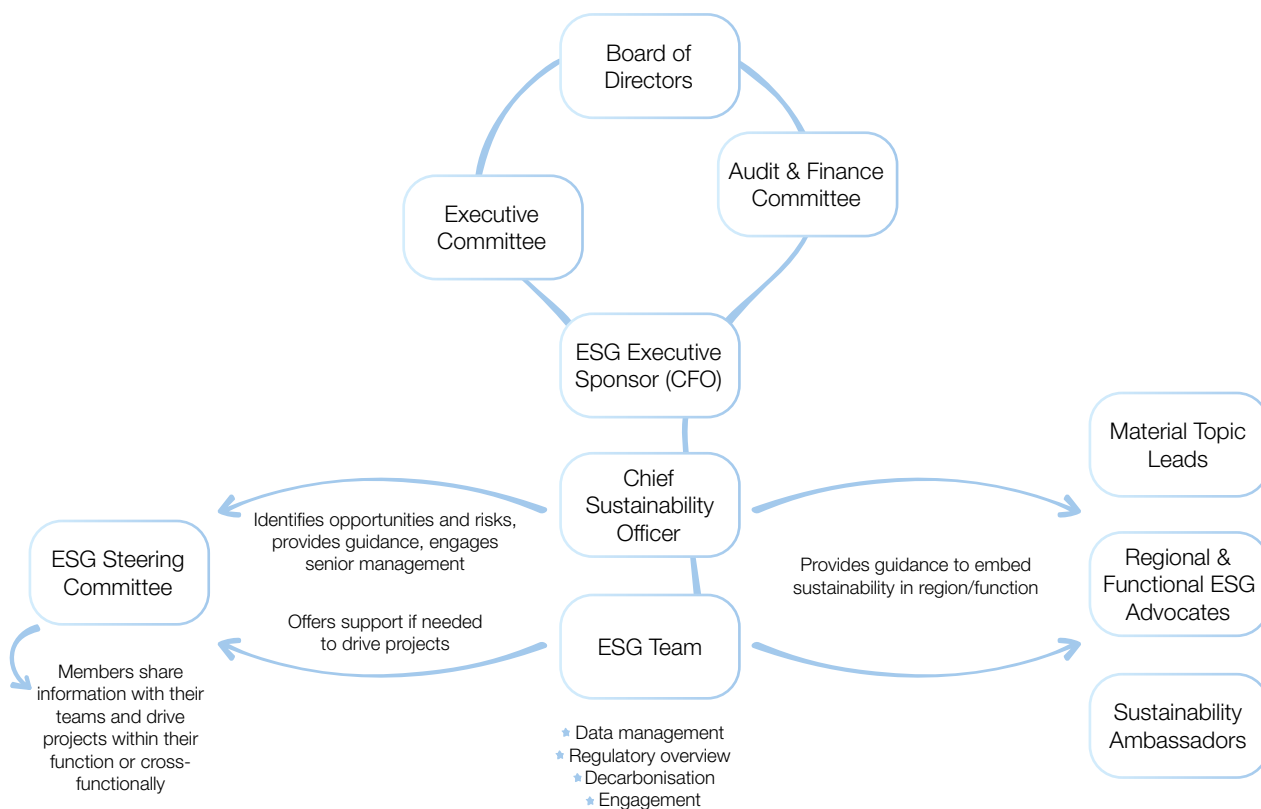 Board of
Directors
Audit & Finance
Committee
Executive
Committee
ESG Executive
Sponsor (CFO)
Material Topic
Leads
Chief
Sustainability
Officer
Identifies opportunities and risks,
provides guidance, engages
senior management
ESG Steering
Committee
Provides guidance to embed
sustainability in region/function
Regional &
Functional ESG
Advocates
Offers support if needed
to drive projects
ESG Team
Members share
information with their
teams and drive
projects within their
function or cross-
functionally
Sustainability
Ambassadors
Data management
Regulatory overview
Decarbonisation
Engagement